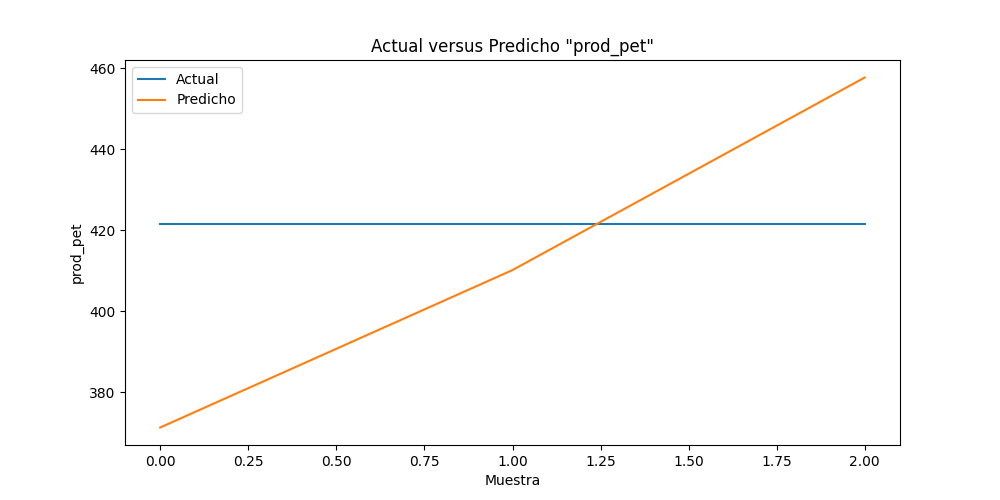 Actual versus Predicho "prod_pet"
Actual
Predicho
460
440
420
400
380
prod_pet
0.00 0.25 0.50 0.75 1.00 1.25 1.50 1.75 2.00
Muestra